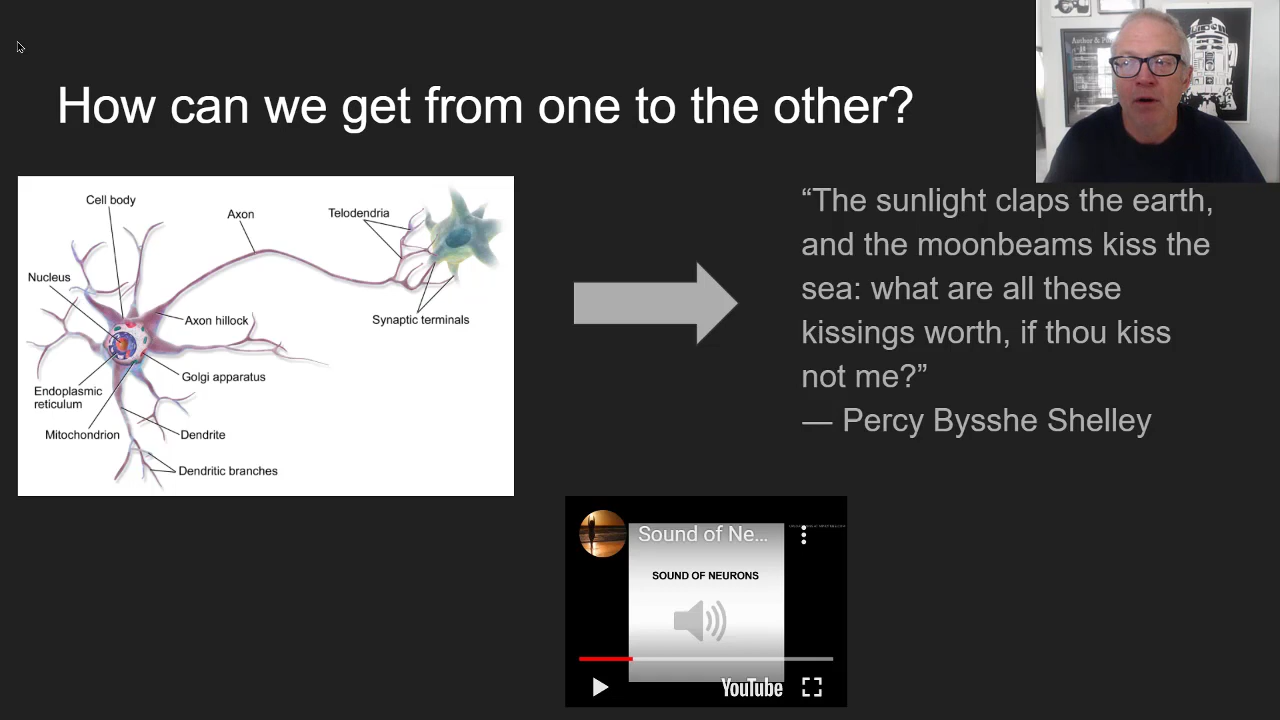 How can we get from one to the other?
Cell body
Axon
Telodendria
Nucleus
Axon hillock
Synaptic terminals
Golgi apparatus
Endoplasmic
reticulum
Mitochondrion
Dendrite
Dendritic branches
“The sunlight claps the earth,
and the moonbeams kiss the
sea: what are all these
kissings worth, if thou kiss
not me?”
— Percy Bysshe Shelley
Sound of Ne...
SOUND OF NEURONS
YouTube